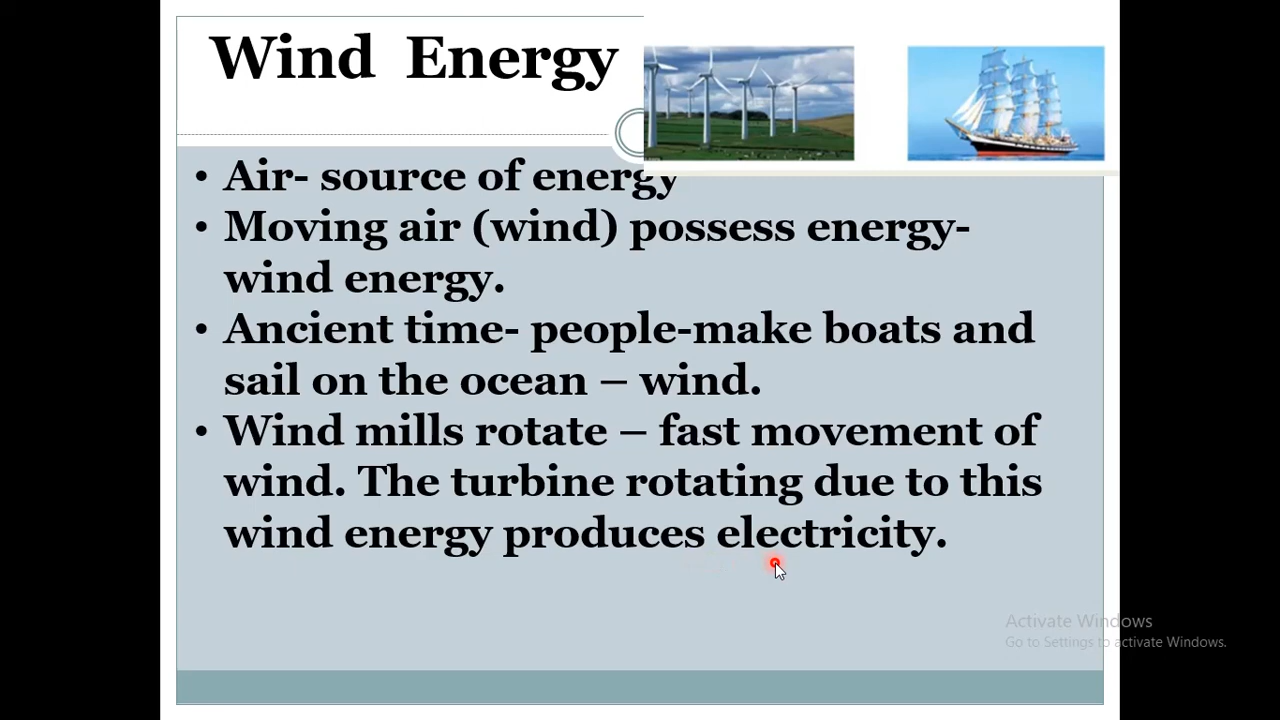 Wind Energy
• Air- source of energy
• Moving air (wind) possess energy-
wind energy.
• Ancient time- people-make boats and
sail on the ocean – wind.
• Wind mills rotate – fast movement of
wind. The turbine rotating due to this
wind energy produces electricity.
Activate Windows
Go to Settings to activate Windows.